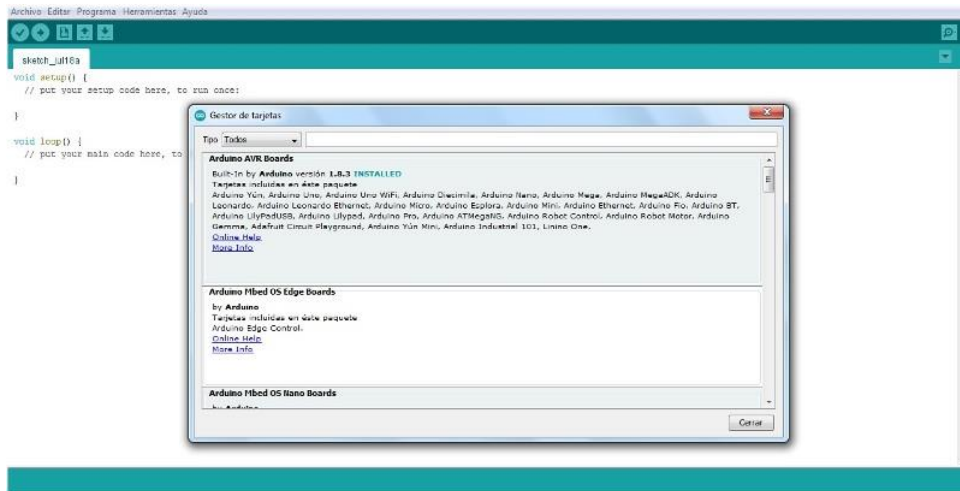 Archivo Editar Programa Herramientas Ayuda
sketch_jul18a
void setup() {
// put your setup code here, to run once:
}
void loop() {
// put your main code here, to
}
Gestor de tarjetas
Tipo Todos
Arduino AVR Boards
Built-In by Arduino versión 1.8.3 INSTALLED
Tarjetas incluidas en éste paquete
Arduino Yún, Arduino Uno, Arduino Uno WiFi, Arduino Diecimila, Arduino Nano, Arduino Mega, Arduino MegaADK, Arduino
Leonardo, Arduino Leonardo Ethernet, Arduino Micro, Arduino Esplora, Arduino Mini, Arduino Ethernet, Arduino Fio, Arduino BT,
Arduino LilyPadUSB, Arduino Lilypad, Arduino Pro, Arduino ATMegaNG, Arduino Robot Control, Arduino Robot Motor, Arduino
Gemma, Adafruit Circuit Playground, Arduino Yún Mini, Arduino Industrial 101, Linino One.
Online Help
More Info
Arduino Mbed OS Edge Boards
by Arduino
Tarjetas incluidas en éste paquete
Arduino Edge Control.
Online Help
More Info
Arduino Mbed OS Nano Boards
by Arduino
Cerrar